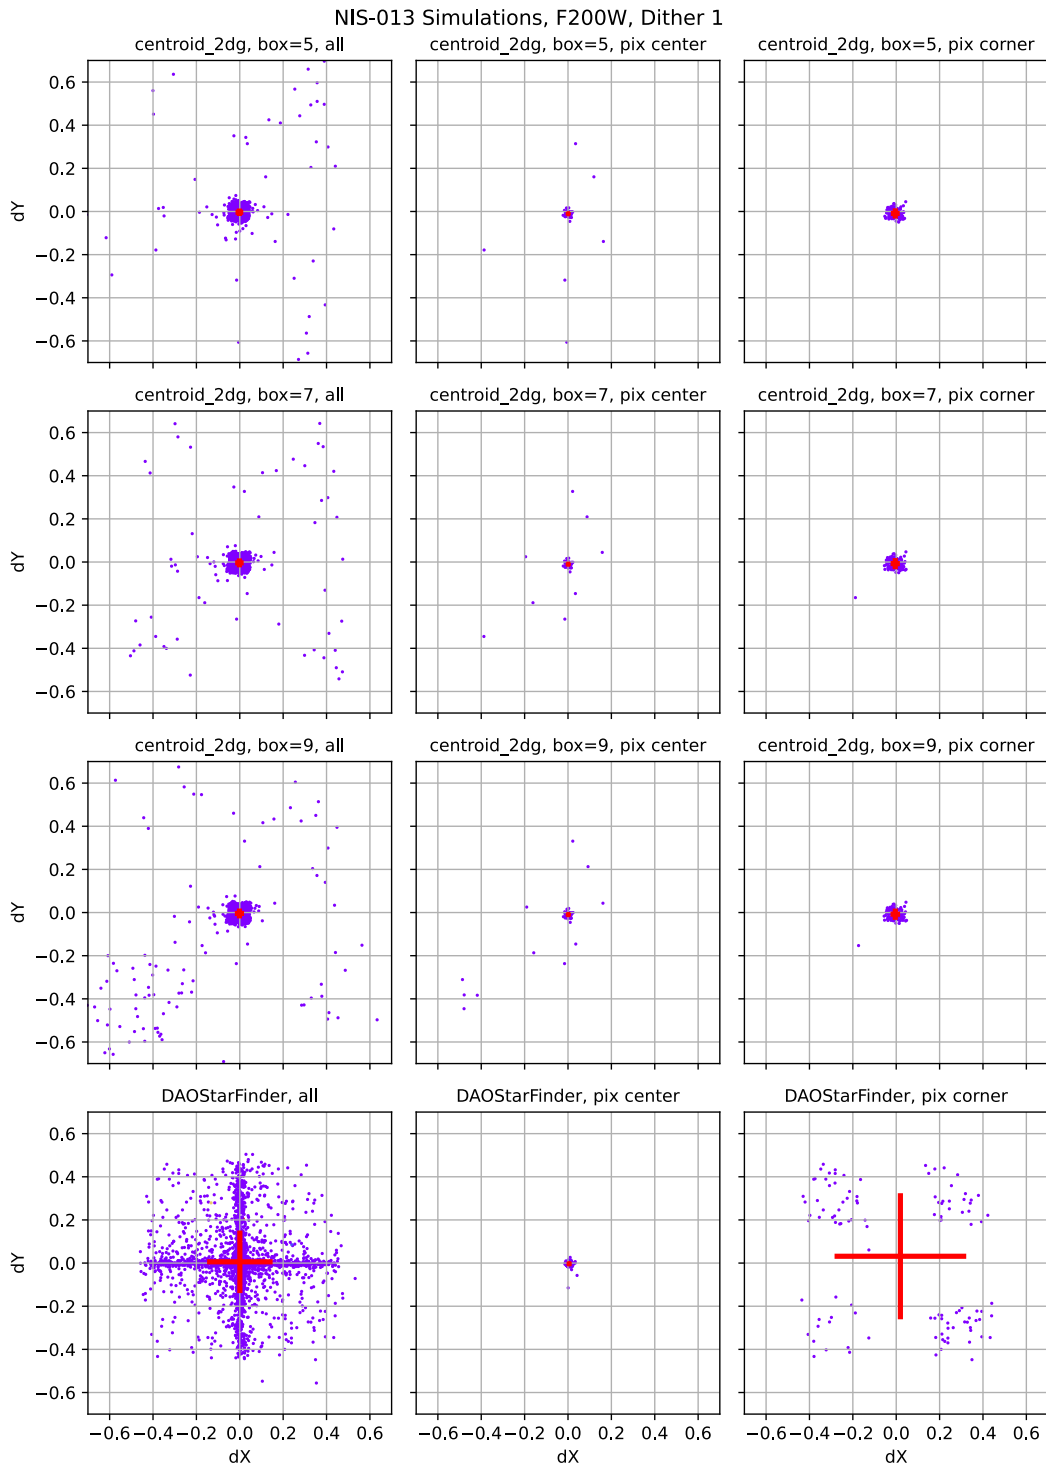 NIS-013 Simulations, F200W, Dither 1
centroid_2dg, box=5, all
centroid_2dg, box=5, pix center
centroid_2dg, box=5, pix corner
0.6
0.4
0.2
0.0
−0.2
−0.4
−0.6
dY
centroid_2dg, box=7, all
centroid_2dg, box=7, pix center
centroid_2dg, box=7, pix corner
0.6
0.4
0.2
0.0
−0.2
−0.4
−0.6
dY
centroid_2dg, box=9, all
centroid_2dg, box=9, pix center
centroid_2dg, box=9, pix corner
0.6
0.4
0.2
0.0
−0.2
−0.4
−0.6
dY
DAOStarFinder, all
DAOStarFinder, pix center
DAOStarFinder, pix corner
0.6
0.4
0.2
0.0
−0.2
−0.4
−0.6
dY
−0.6 −0.4 −0.2 0.0 0.2 0.4 0.6
−0.6 −0.4 −0.2 0.0 0.2 0.4 0.6
−0.6 −0.4 −0.2 0.0 0.2 0.4 0.6
dX
dX
dX